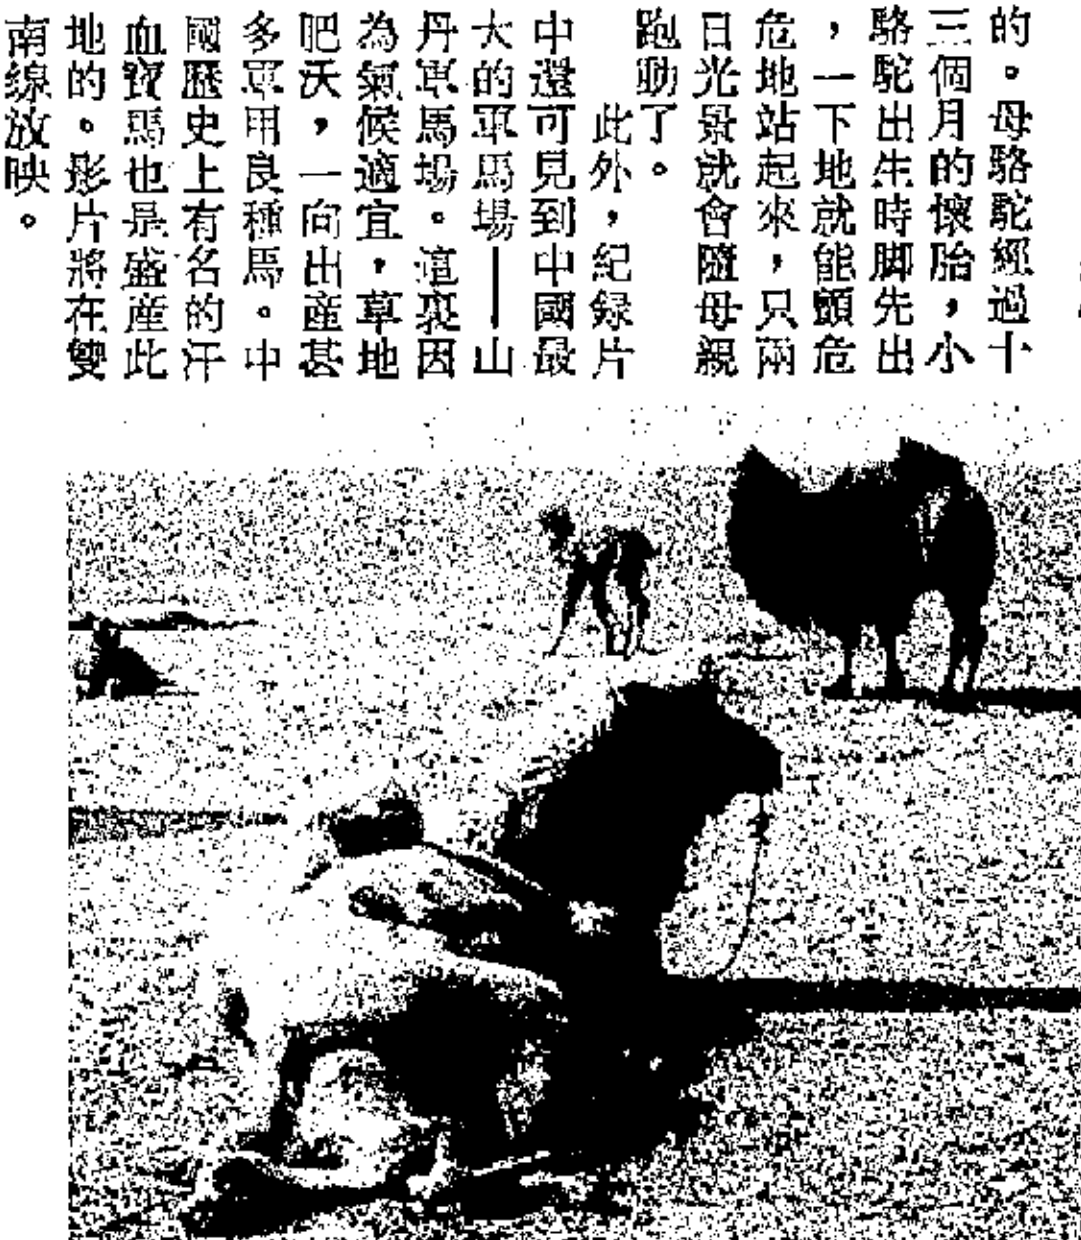 的。母駱駝經過十
三個月的懷胎，小
駱駝出生時脚先出
，一下地就能顫危
危地站起來，只兩
日光景就會隨母親
跑動了。
此外，紀録片
中還可見到中國最
大的軍馬場——山
丹軍馬場。這裏因
為氣候適宜，草地
肥沃，一向出產甚
多軍用良種馬。中
國歷史上有名的汗
血寶馬也是盛產此
地的。影片將在雙
南線放映。